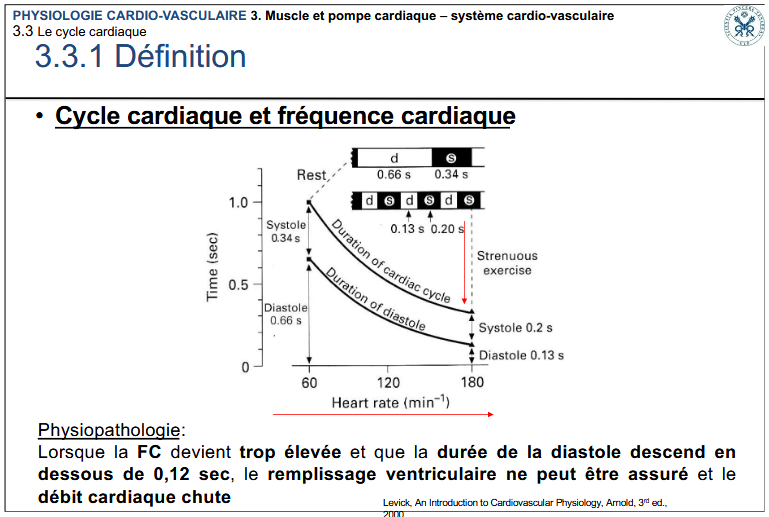 PHYSIOLOGIE CARDIO-VASCULAIRE 3. Muscle et pompe cardiaque – système cardio-vasculaire
3.3 Le cycle cardiaque
3.3.1 Définition
• Cycle cardiaque et fréquence cardiaque
d s
Rest
0.66 s 0.34 s
d s d s d s
0.13 s 0.20 s
Time (sec)
1.0
0.5
0
Systole
0.34 s
Diastole
0.66 s
Duration of cardiac cycle
Duration of diastole
Strenuous
exercise
Systole 0.2 s
Diastole 0.13 s
60 120 180
Heart rate (min⁻¹)
Physiopathologie:
Lorsque la FC devient trop élevée et que la durée de la diastole descend en
dessous de 0,12 sec, le remplissage ventriculaire ne peut être assuré et le
débit cardiaque chute
Levick, An Introduction to Cardiovascular Physiology, Arnold, 3rd ed.,
2000